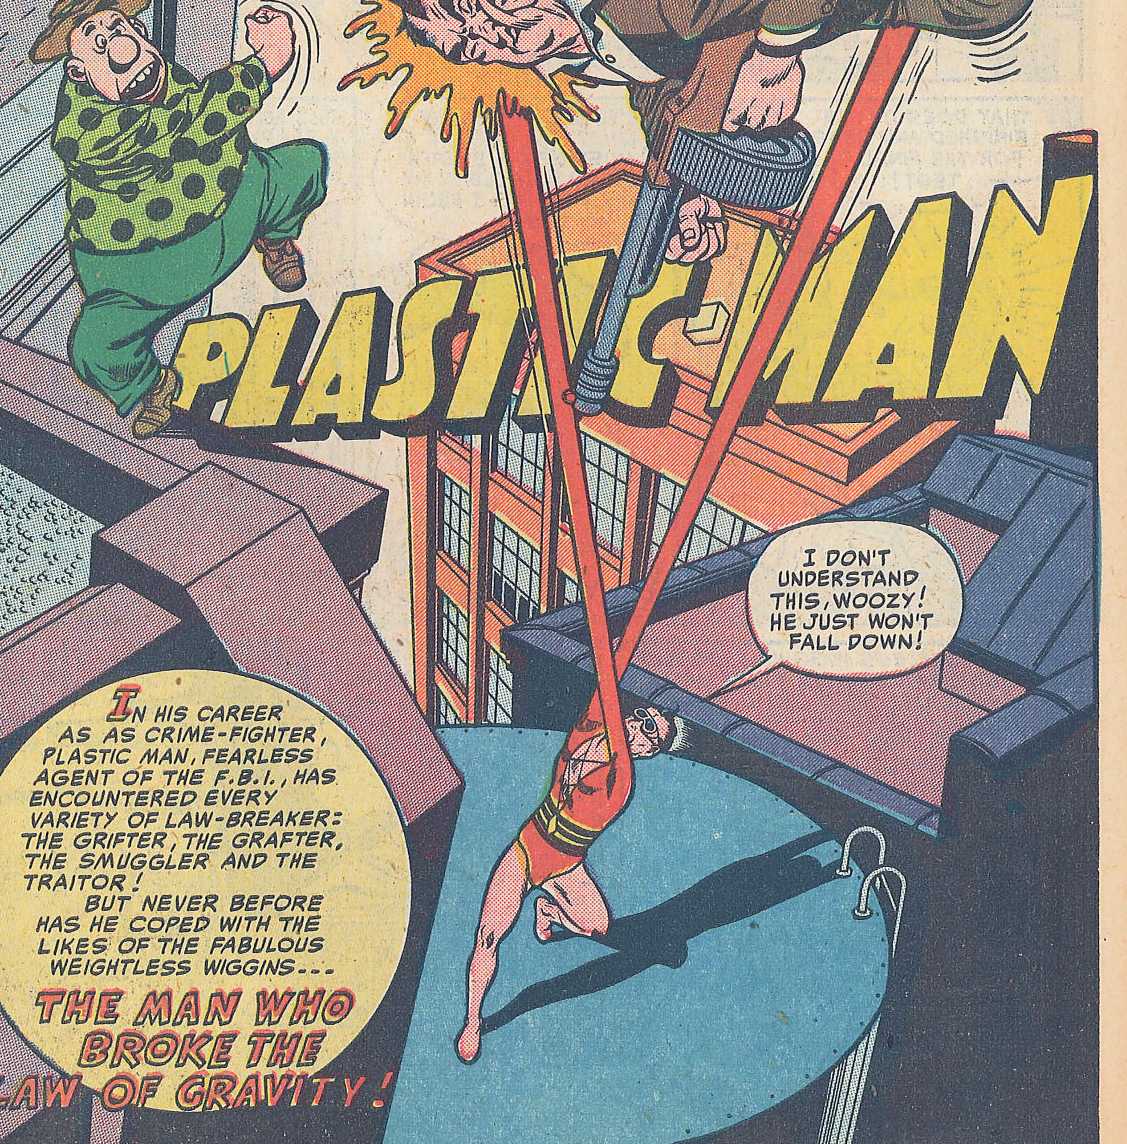 PLASTIC MAN
I DON'T
UNDERSTAND
THIS, WOOZY!
HE JUST WON'T
FALL DOWN!
IN HIS CAREER
AS AS CRIME-FIGHTER,
PLASTIC MAN, FEARLESS
AGENT OF THE F.B.I., HAS
ENCOUNTERED EVERY
VARIETY OF LAW-BREAKER:
THE GRIFTER, THE GRAFTER,
THE SMUGGLER AND THE
TRAITOR!
BUT NEVER BEFORE
HAS HE COPED WITH THE
LIKES OF THE FABULOUS
WEIGHTLESS WIGGINS---
THE MAN WHO
BROKE THE
LAW OF GRAVITY!